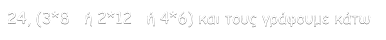 24, (3*8 ή 2*12 ή 4*6) και τους γράφουμε κάτω